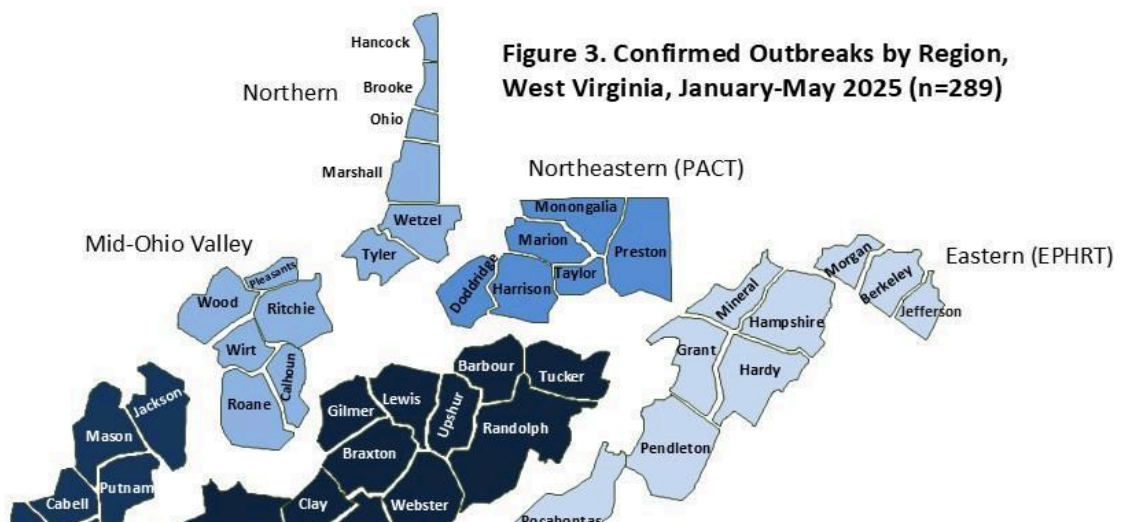 Figure 3. Confirmed Outbreaks by Region,
West Virginia, January-May 2025 (n=289)
Northern
Hancock
Brooke
Ohio
Marshall
Wetzel
Tyler
Northeastern (PACT)
Monongalia
Marion
Preston
Taylor
Doddridge
Harrison
Mid-Ohio Valley
Pleasants
Wood
Ritchie
Wirt
Calhoun
Roane
Eastern (EPHRT)
Morgan
Berkeley
Jefferson
Mineral
Hampshire
Grant
Hardy
Pendleton
Pocahontas
Barbour
Tucker
Lewis
Gilmer
Upshur
Randolph
Braxton
Clay
Webster
Jackson
Mason
Putnam
Cabell